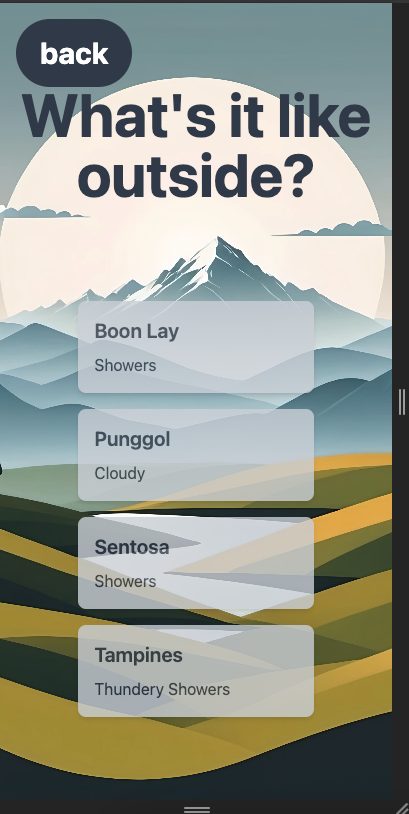 back
What's it like
outside?
Boon Lay
Showers
Punggol
Cloudy
Sentosa
Showers
Tampines
Thundery Showers